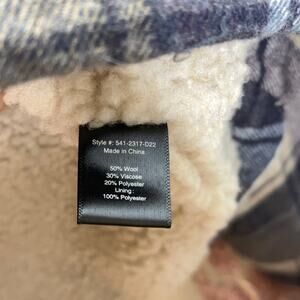 Style #: 541-2317-D22
Made in China
50% Wool
30% Viscose
20% Polyester
Lining :
100% Polyester